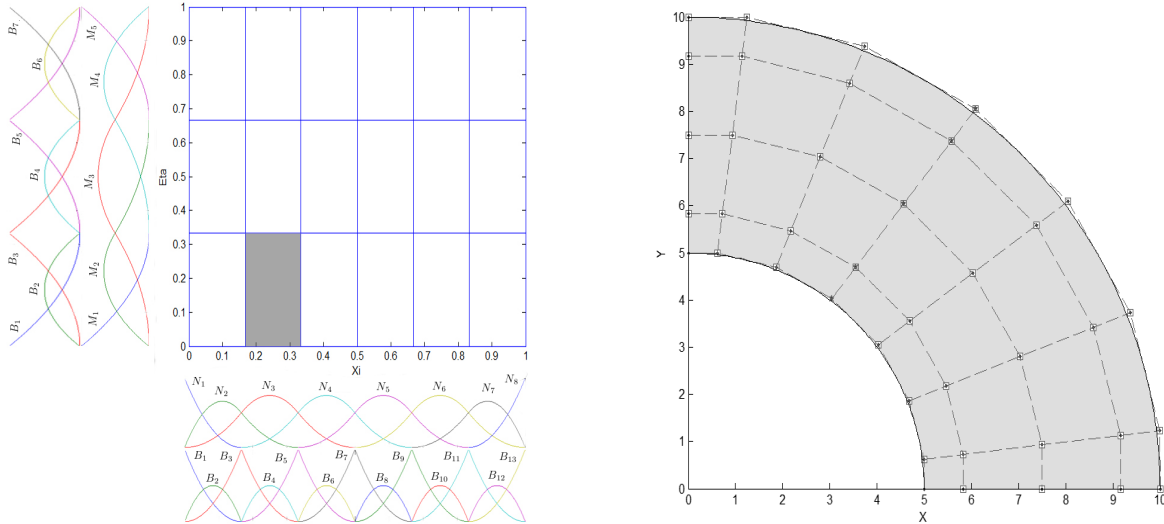 B7 B6 B5 B4 B3 B2 B1
M5 M4 M3 M2 M1
1
0.9
0.8
0.7
0.6
0.5
0.4
0.3
0.2
0.1
0
Eta
0 0.1 0.2 0.3 0.4 0.5 0.6 0.7 0.8 0.9 1
Xi
N1 N2 N3 N4 N5 N6 N7 N8
B1 B3 B5 B7 B9 B11 B13
B2 B4 B6 B8 B10 B12
10
9
8
7
6
5
4
3
2
1
0
Y
0 1 2 3 4 5 6 7 8 9 10
X